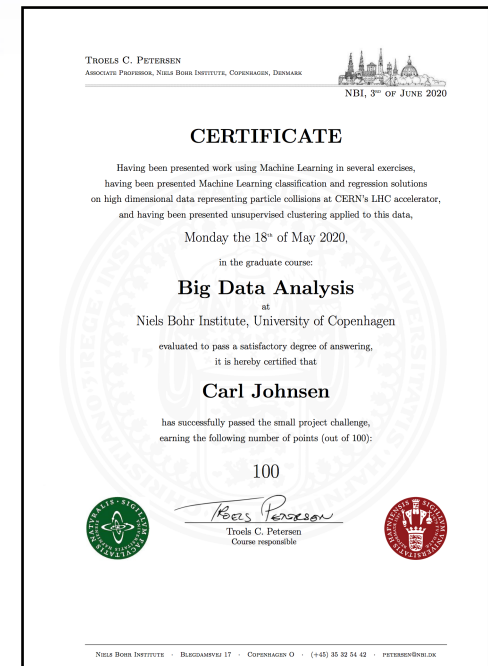 TROELS C. PETERSEN
ASSOCIATE PROFESSOR, NIELS BOHR INSTITUTE, COPENHAGEN, DENMARK
NBI, 3RD OF JUNE 2020
CERTIFICATE
Having been presented work using Machine Learning in several exercises,
having been presented Machine Learning classification and regression solutions
on high dimensional data representing particle collisions at CERN's LHC accelerator,
and having been presented unsupervised clustering applied to this data,
Monday the 18th of May 2020,
in the graduate course:
Big Data Analysis
at
Niels Bohr Institute, University of Copenhagen
evaluated to pass a satisfactory degree of answering,
it is hereby certified that
Carl Johnsen
has successfully passed the small project challenge,
earning the following number of points (out of 100):
100
Troels Petersen
Troels C. Petersen
Course responsible
NIELS BOHR INSTITUTE · BLEGDAMSVEJ 17 · COPENHAGEN O · (+45) 35 32 54 42 · PETERSEN@NBI.DK